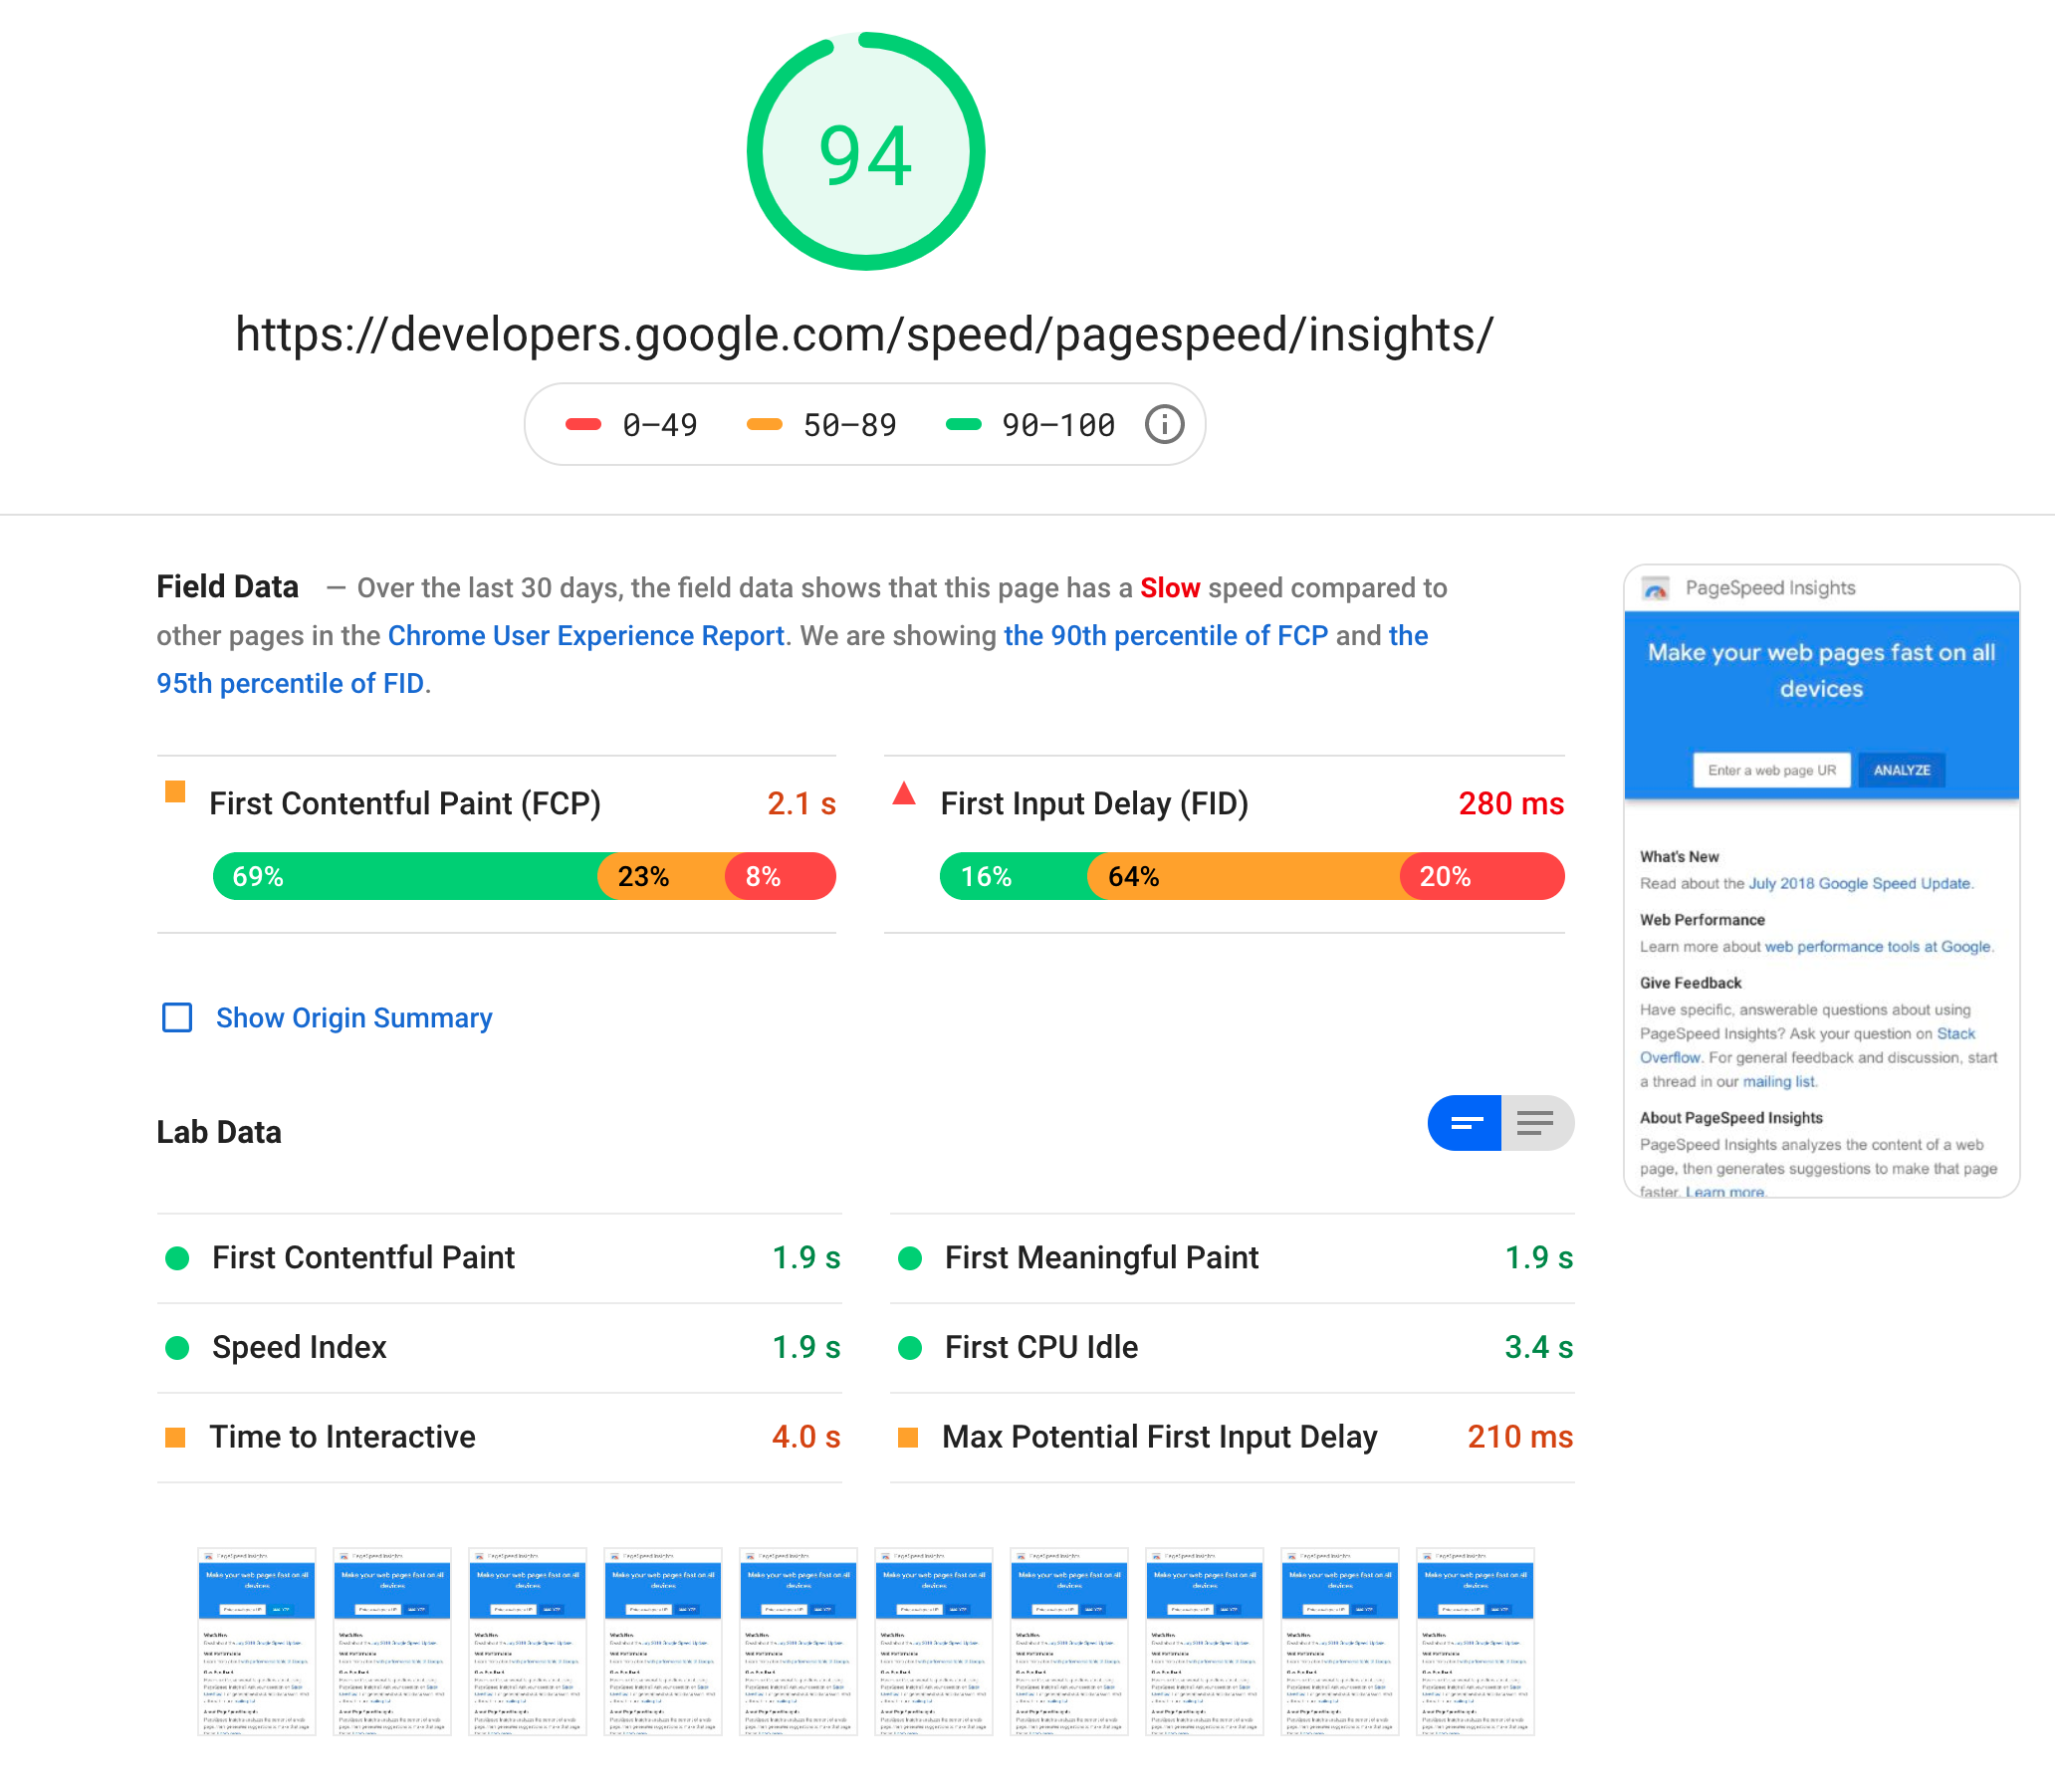 94
https://developers.google.com/speed/pagespeed/insights/
0–49 50–89 90–100
Field Data — Over the last 30 days, the field data shows that this page has a Slow speed compared to
other pages in the Chrome User Experience Report. We are showing the 90th percentile of FCP and the
95th percentile of FID.
First Contentful Paint (FCP) 2.1 s
69% 23% 8%
First Input Delay (FID) 280 ms
16% 64% 20%
Show Origin Summary
Lab Data
First Contentful Paint 1.9 s
First Meaningful Paint 1.9 s
Speed Index 1.9 s
First CPU Idle 3.4 s
Time to Interactive 4.0 s
Max Potential First Input Delay 210 ms
PageSpeed Insights
Make your web pages fast on all
devices
Enter a web page UR ANALYZE
What's New
Read about the July 2018 Google Speed Update.
Web Performance
Learn more about web performance tools at Google.
Give Feedback
Have specific, answerable questions about using
PageSpeed Insights? Ask your question on Stack
Overflow. For general feedback and discussion, start
a thread in our mailing list.
About PageSpeed Insights
PageSpeed Insights analyzes the content of a web
page, then generates suggestions to make that page
faster. Learn more.